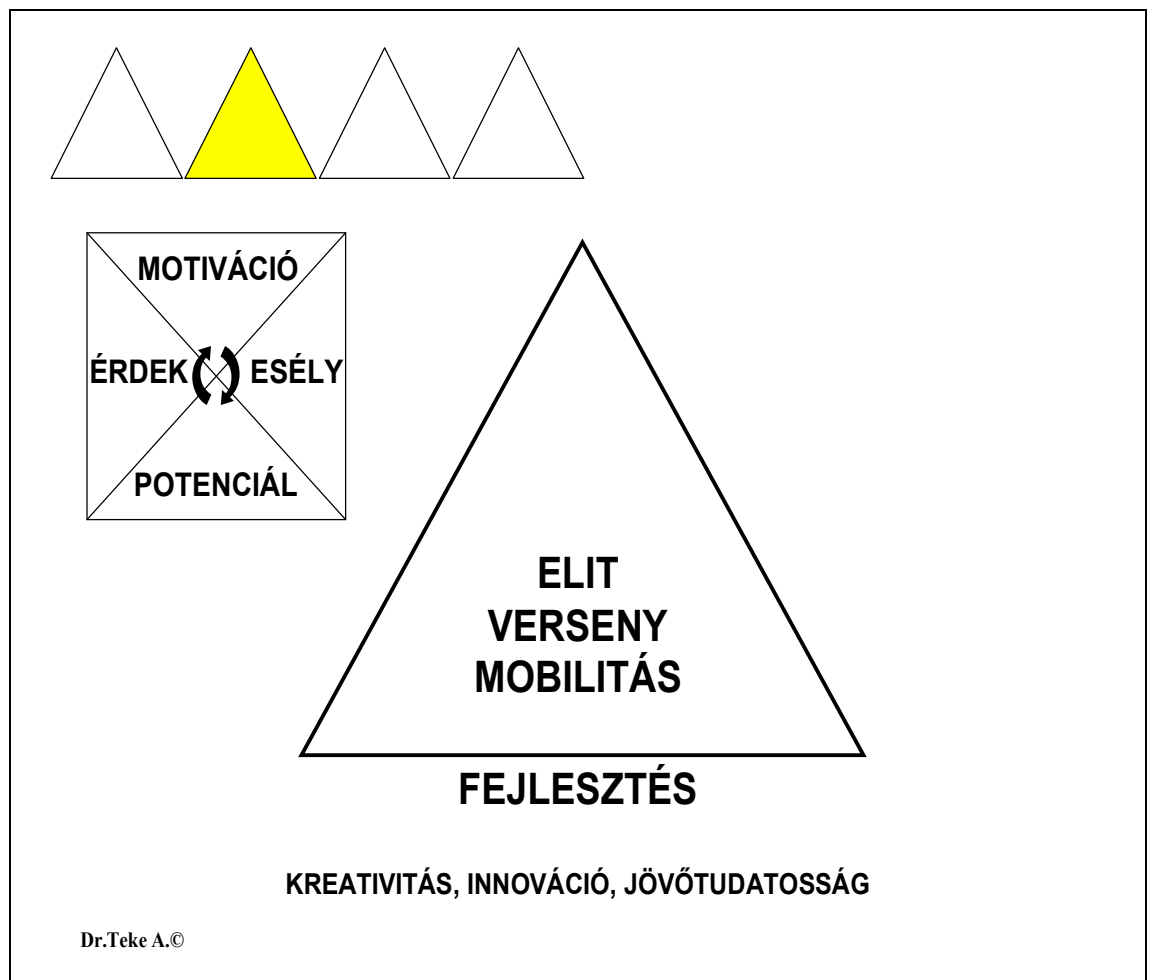 MOTIVÁCIÓ
ÉRDEK ESÉLY
POTENCIÁL
ELIT
VERSENY
MOBILITÁS
FEJLESZTÉS
KREATIVITÁS, INNOVÁCIÓ, JÖVŐTUDATOSSÁG
Dr.Teke A.©